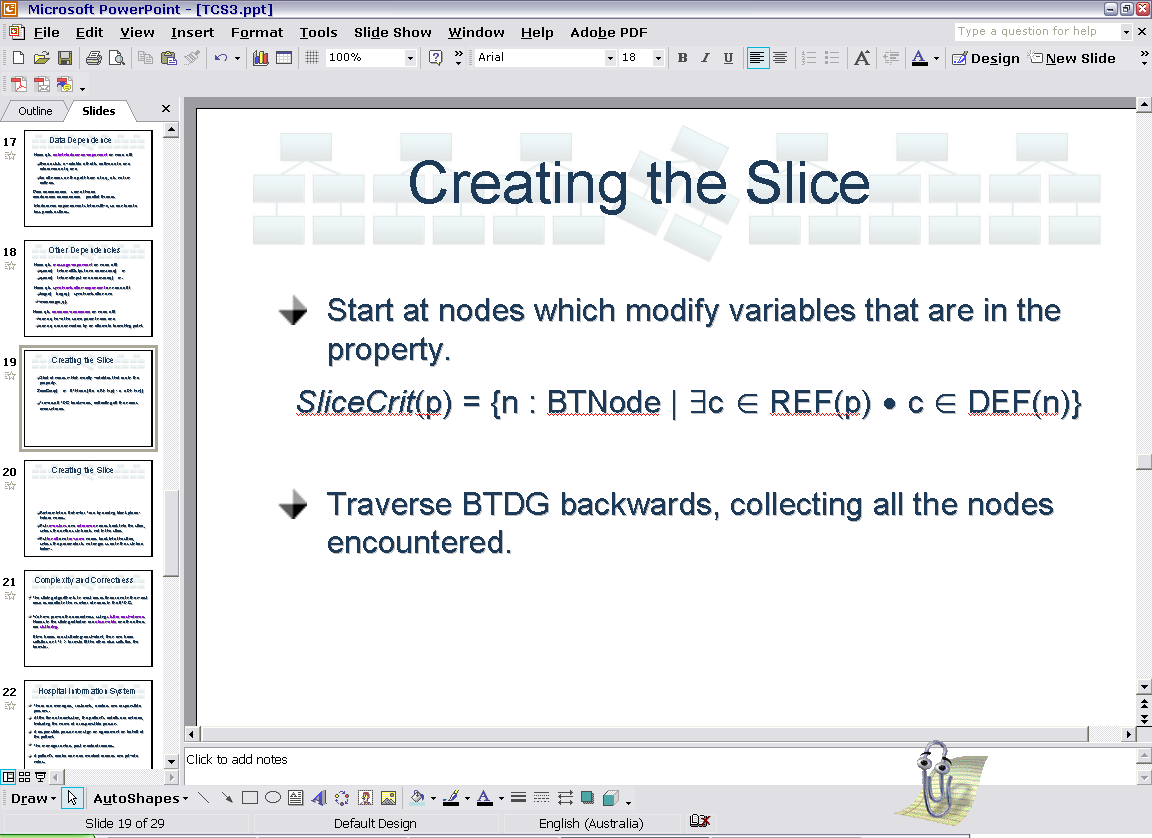 Microsoft PowerPoint - [TCS3.ppt]
File Edit View Insert Format Tools Slide Show Window Help Adobe PDF
Type a question for help
100%
Arial
18
B I U
A
A
Design
New Slide
Outline
Slides
17
Data Dependence
18
Other Dependencies
19
Creating the Slice
20
Creating the Slice
21
Complexity and Correctness
22
Hospital Information System
Creating the Slice
Start at nodes which modify variables that are in the
property.
SliceCrit(p) = {n : BTNode | ∃c ∈ REF(p) • c ∈ DEF(n)}
Traverse BTDG backwards, collecting all the nodes
encountered.
Click to add notes
Draw
AutoShapes
Slide 19 of 29
Default Design
English (Australia)